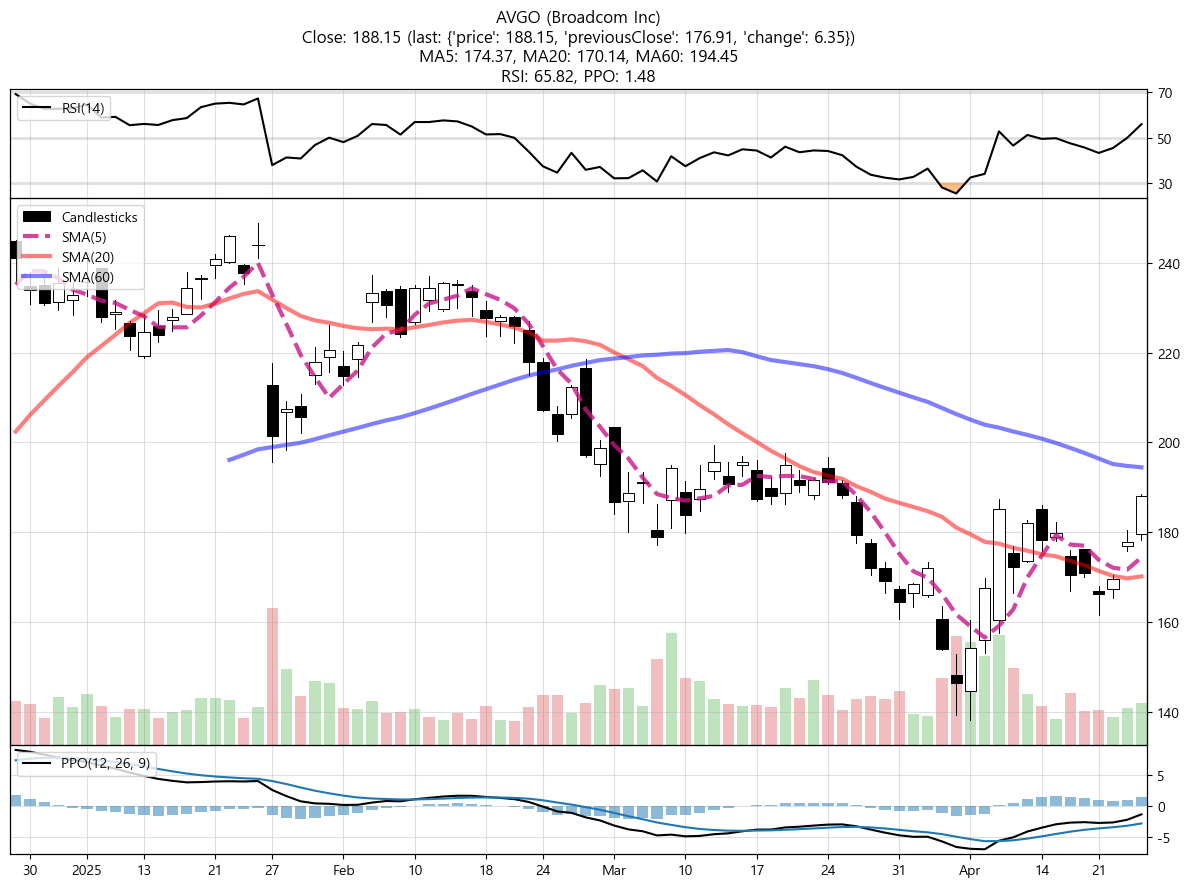 AVGO (Broadcom Inc)
Close: 188.15 (last: {'price': 188.15, 'previousClose': 176.91, 'change': 6.35})
MA5: 174.37, MA20: 170.14, MA60: 194.45
RSI: 65.82, PPO: 1.48
RSI(14)
70
50
30
Candlesticks
SMA(5)
SMA(20)
SMA(60)
240
220
200
180
160
140
PPO(12, 26, 9)
5
0
-5
30 2025 13 21 27 Feb 10 18 24 Mar 10 17 24 31 Apr 14 21